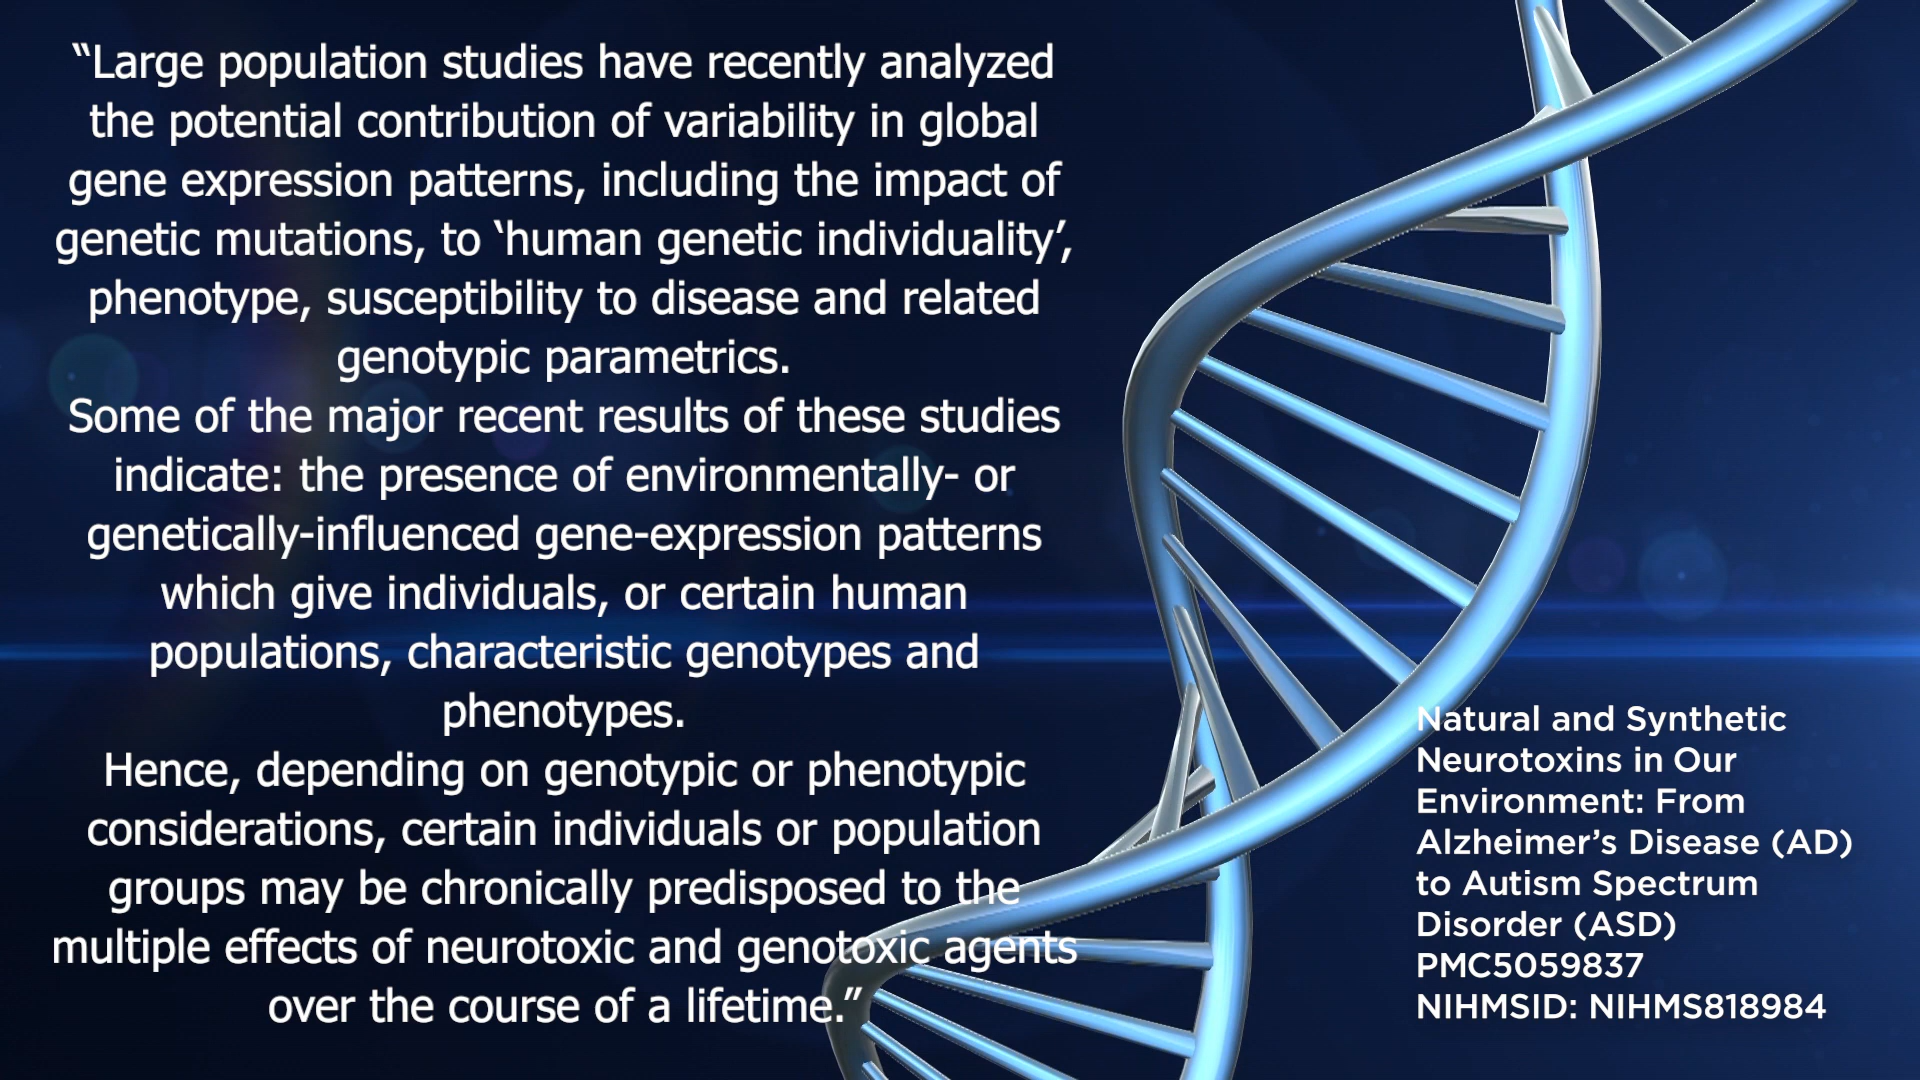 “Large population studies have recently analyzed
the potential contribution of variability in global
gene expression patterns, including the impact of
genetic mutations, to ‘human genetic individuality’,
phenotype, susceptibility to disease and related
genotypic parametrics.
Some of the major recent results of these studies
indicate: the presence of environmentally- or
genetically-influenced gene-expression patterns
which give individuals, or certain human
populations, characteristic genotypes and
phenotypes.
Hence, depending on genotypic or phenotypic
considerations, certain individuals or population
groups may be chronically predisposed to the
multiple effects of neurotoxic and genotoxic agents
over the course of a lifetime.”
Natural and Synthetic
Neurotoxins in Our
Environment: From
Alzheimer’s Disease (AD)
to Autism Spectrum
Disorder (ASD)
PMC5059837
NIHMSID: NIHMS818984